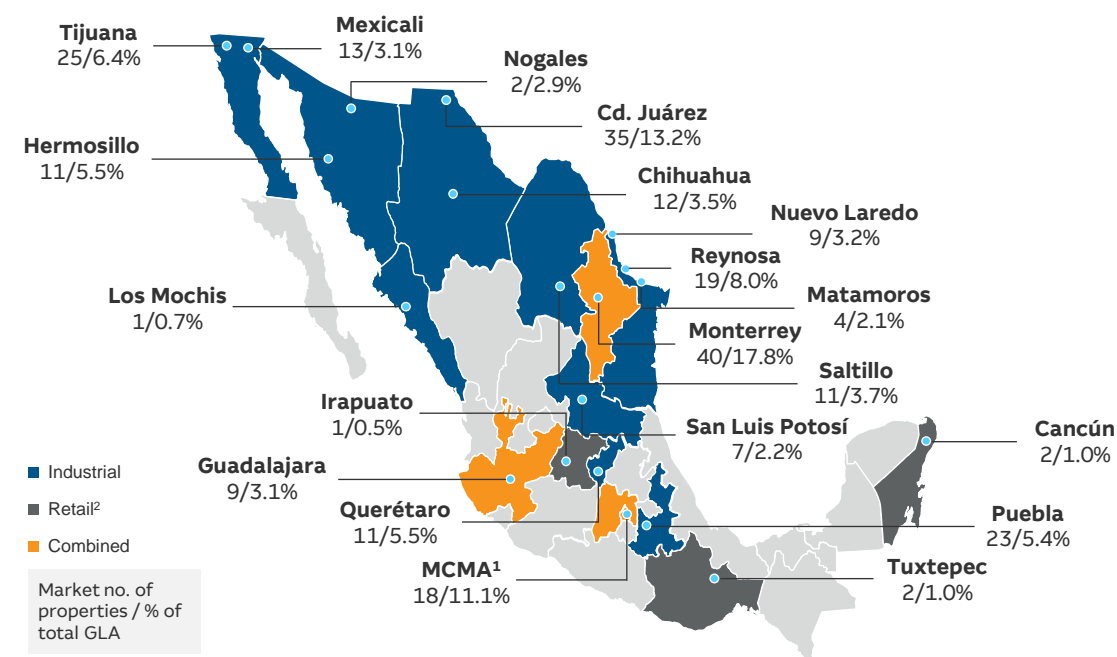 Tijuana
25/6.4%
Mexicali
13/3.1%
Nogales
2/2.9%
Cd. Juárez
35/13.2%
Hermosillo
11/5.5%
Chihuahua
12/3.5%
Nuevo Laredo
9/3.2%
Reynosa
19/8.0%
Los Mochis
1/0.7%
Matamoros
4/2.1%
Monterrey
40/17.8%
Saltillo
11/3.7%
Irapuato
1/0.5%
San Luis Potosí
7/2.2%
Cancún
2/1.0%
Guadalajara
9/3.1%
Querétaro
11/5.5%
Puebla
23/5.4%
MCMA¹
18/11.1%
Tuxtepec
2/1.0%
Industrial
Retail²
Combined
Market no. of
properties / % of
total GLA